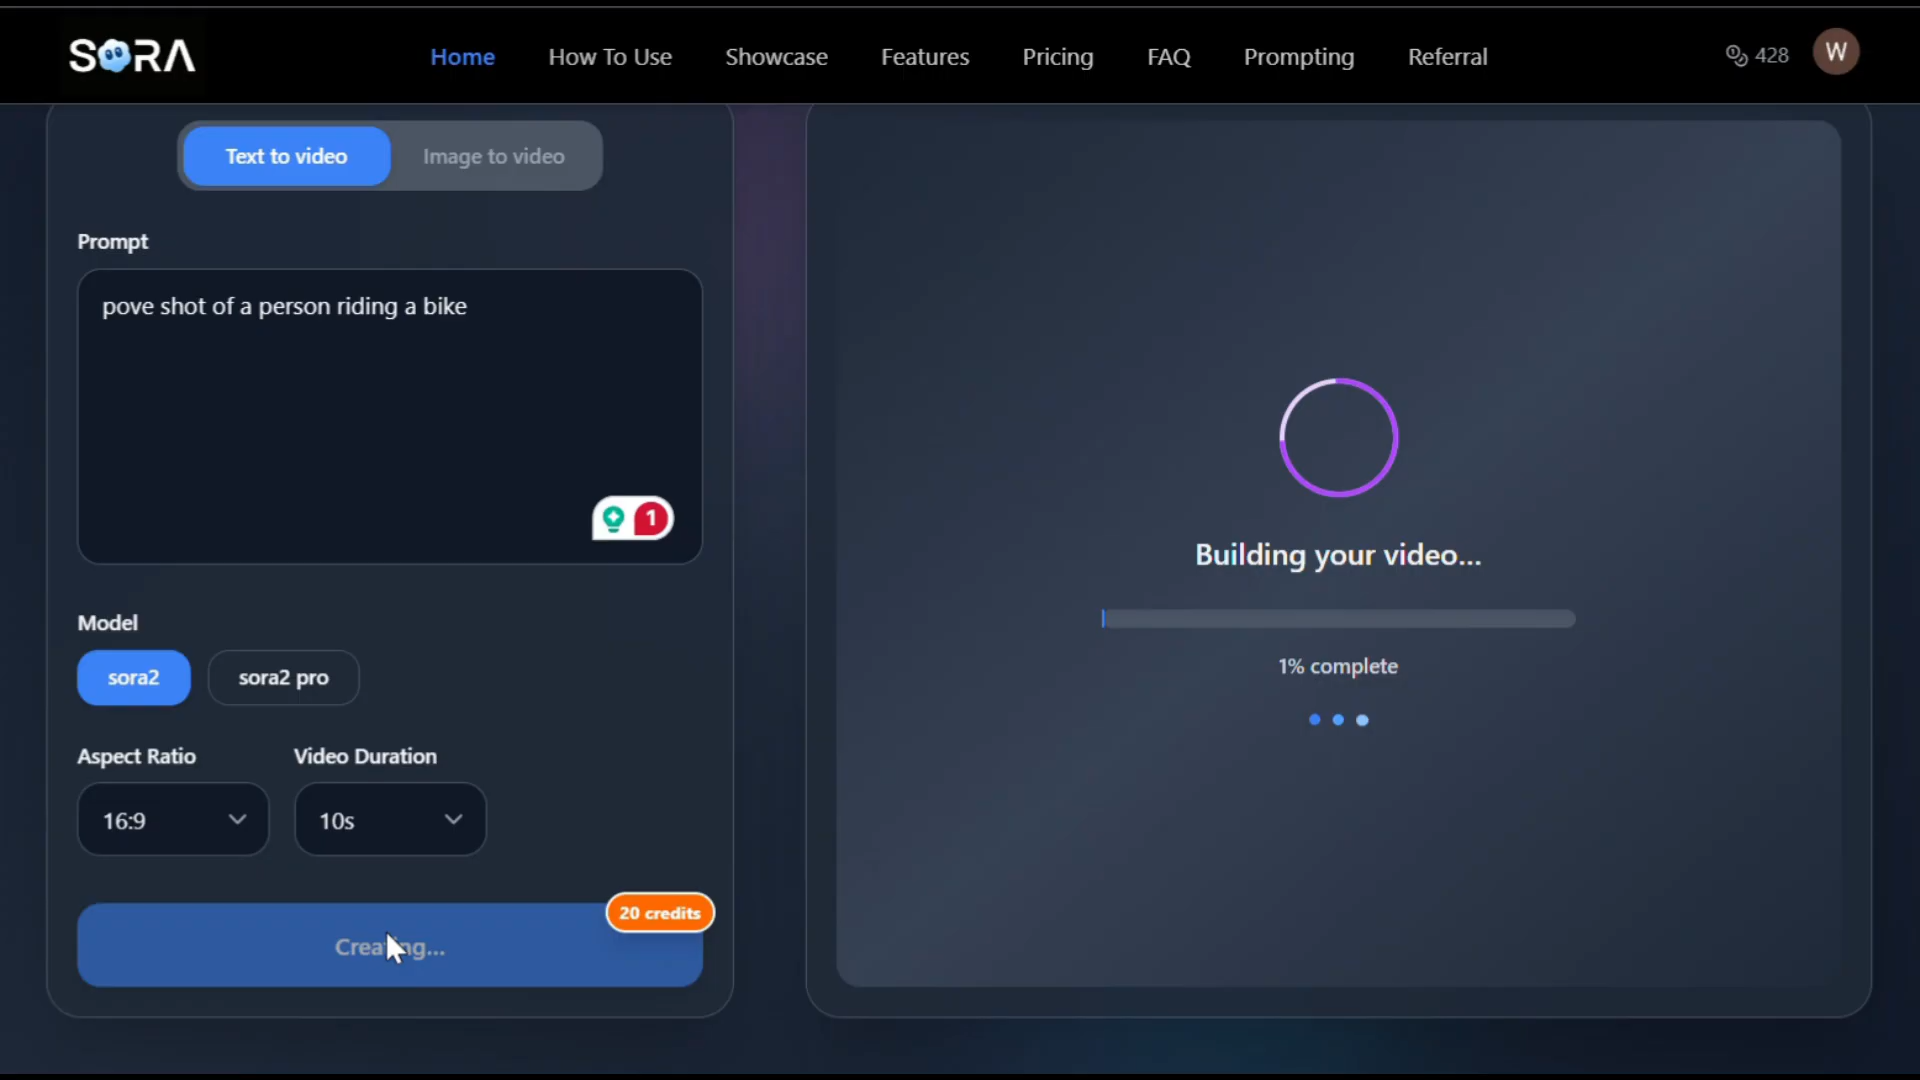 SORA
Home How To Use Showcase Features Pricing FAQ Prompting Referral 428 W
Text to video Image to video
Prompt
pove shot of a person riding a bike
1
Model
sora2 sora2 pro
Aspect Ratio Video Duration
16:9 10s
20 credits
Creating...
Building your video...
1% complete